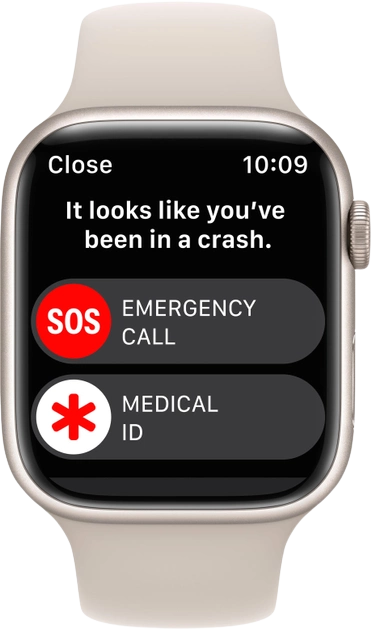 Close 10:09
It looks like you’ve
been in a crash.
SOS EMERGENCY
CALL
MEDICAL
ID